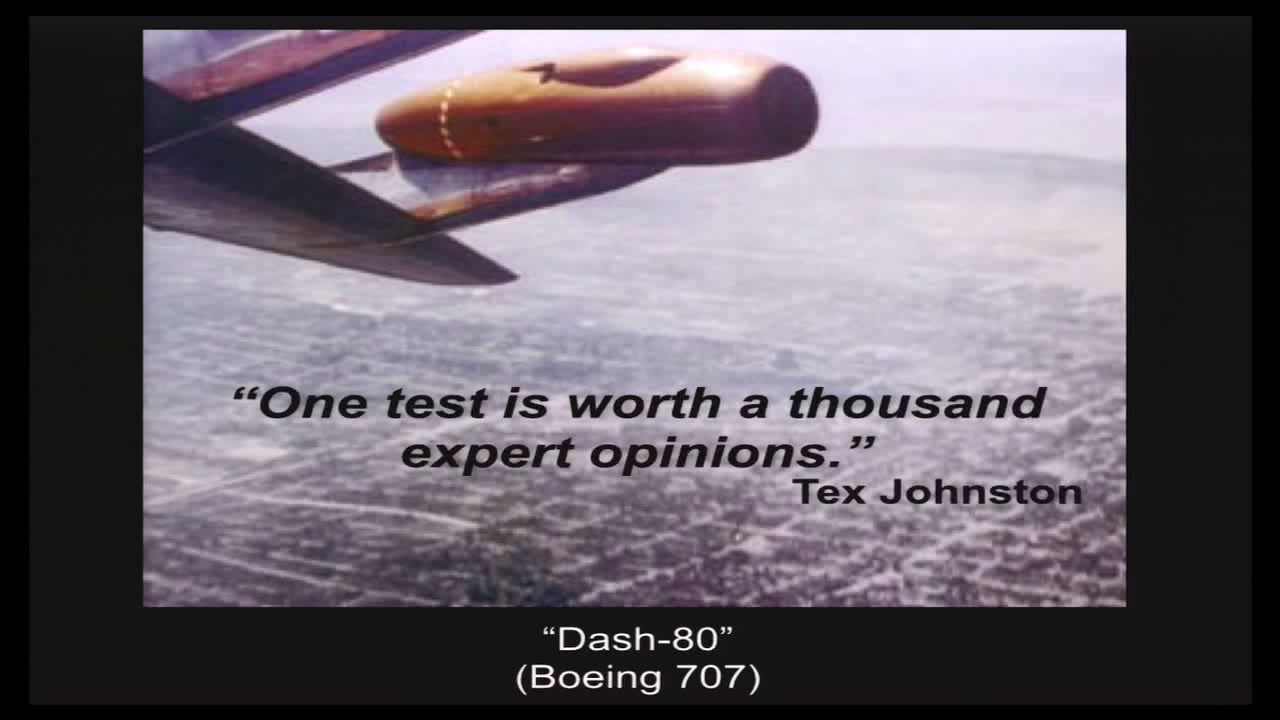 “One test is worth a thousand
expert opinions.”
Tex Johnston
“Dash-80”
(Boeing 707)